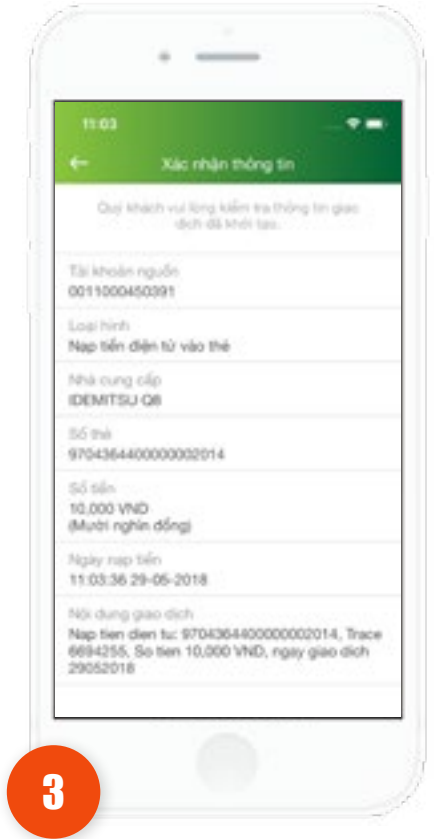 11:03
Xác nhận thông tin
Quý khách vui lòng kiểm tra thông tin giao
dịch đã khởi tạo.
Tài khoản nguồn
0011000450391
Loại hình
Nạp tiền điện tử vào thẻ
Nhà cung cấp
IDEMITSU Q8
Số thẻ
9704364400000002014
Số tiền
10,000 VND
(Mười nghìn đồng)
Ngày nạp tiền
11:03:36 29-05-2018
Nội dung giao dịch
Nap tien dien tu: 9704364400000002014, Trace
6694255, So tien 10,000 VND, ngay giao dich
29052018
3